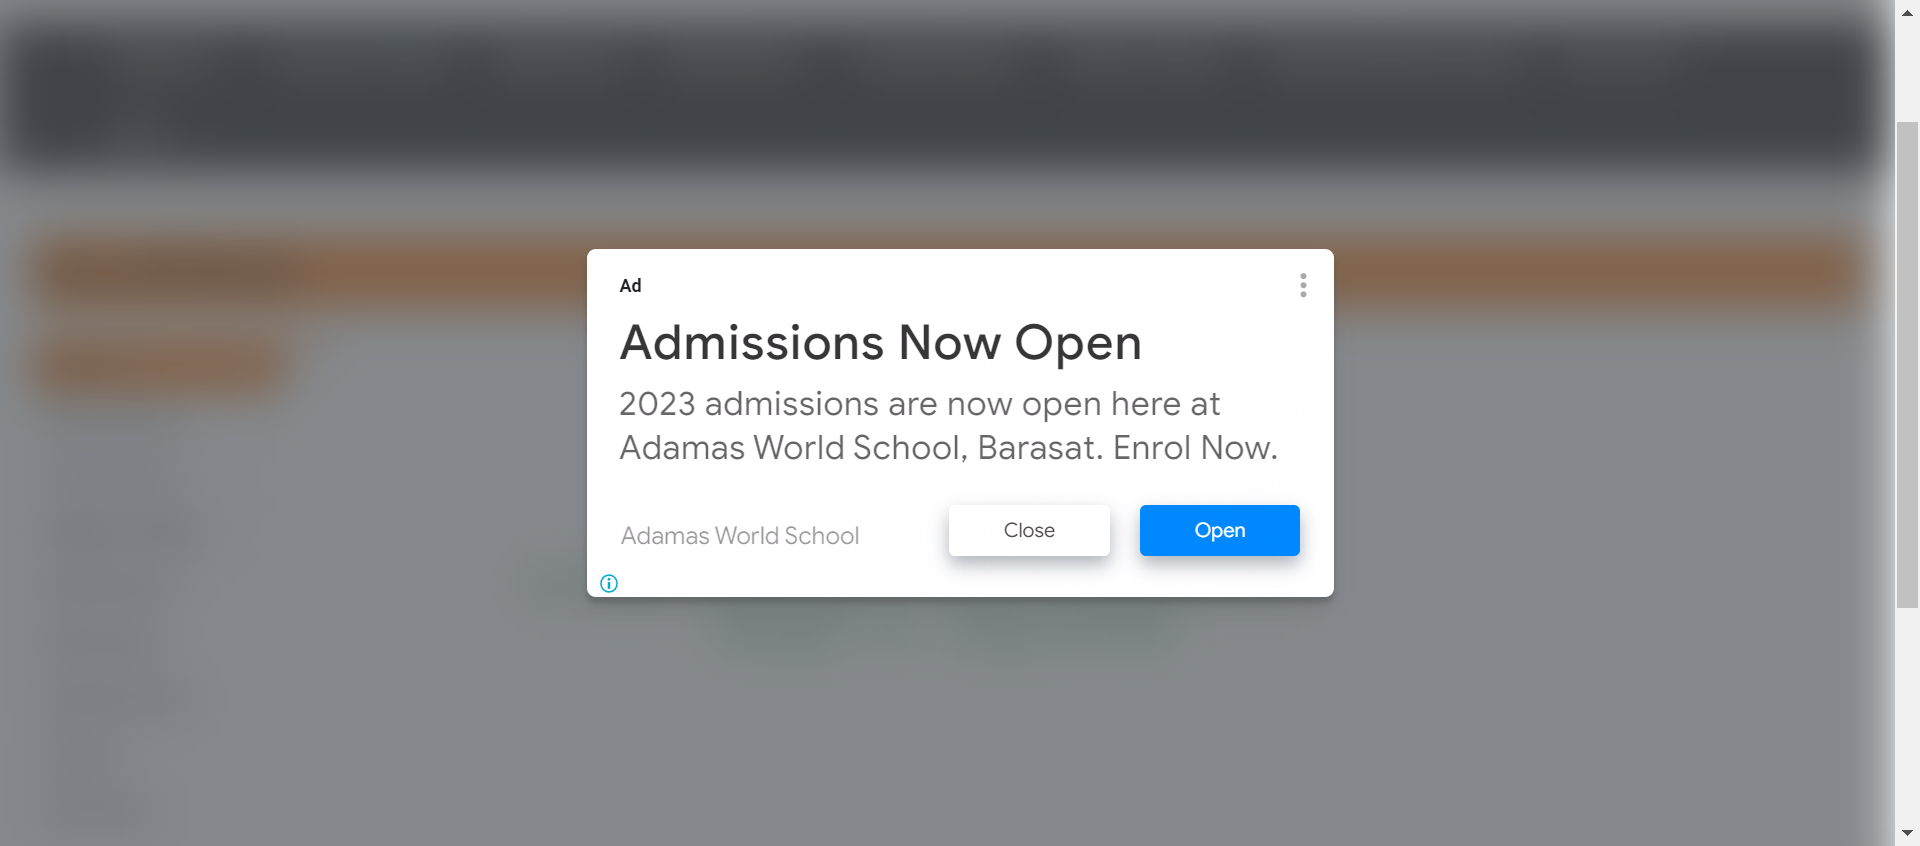 Ad
Admissions Now Open
2023 admissions are now open here at
Adamas World School, Barasat. Enrol Now.
Adamas World School
Close
Open